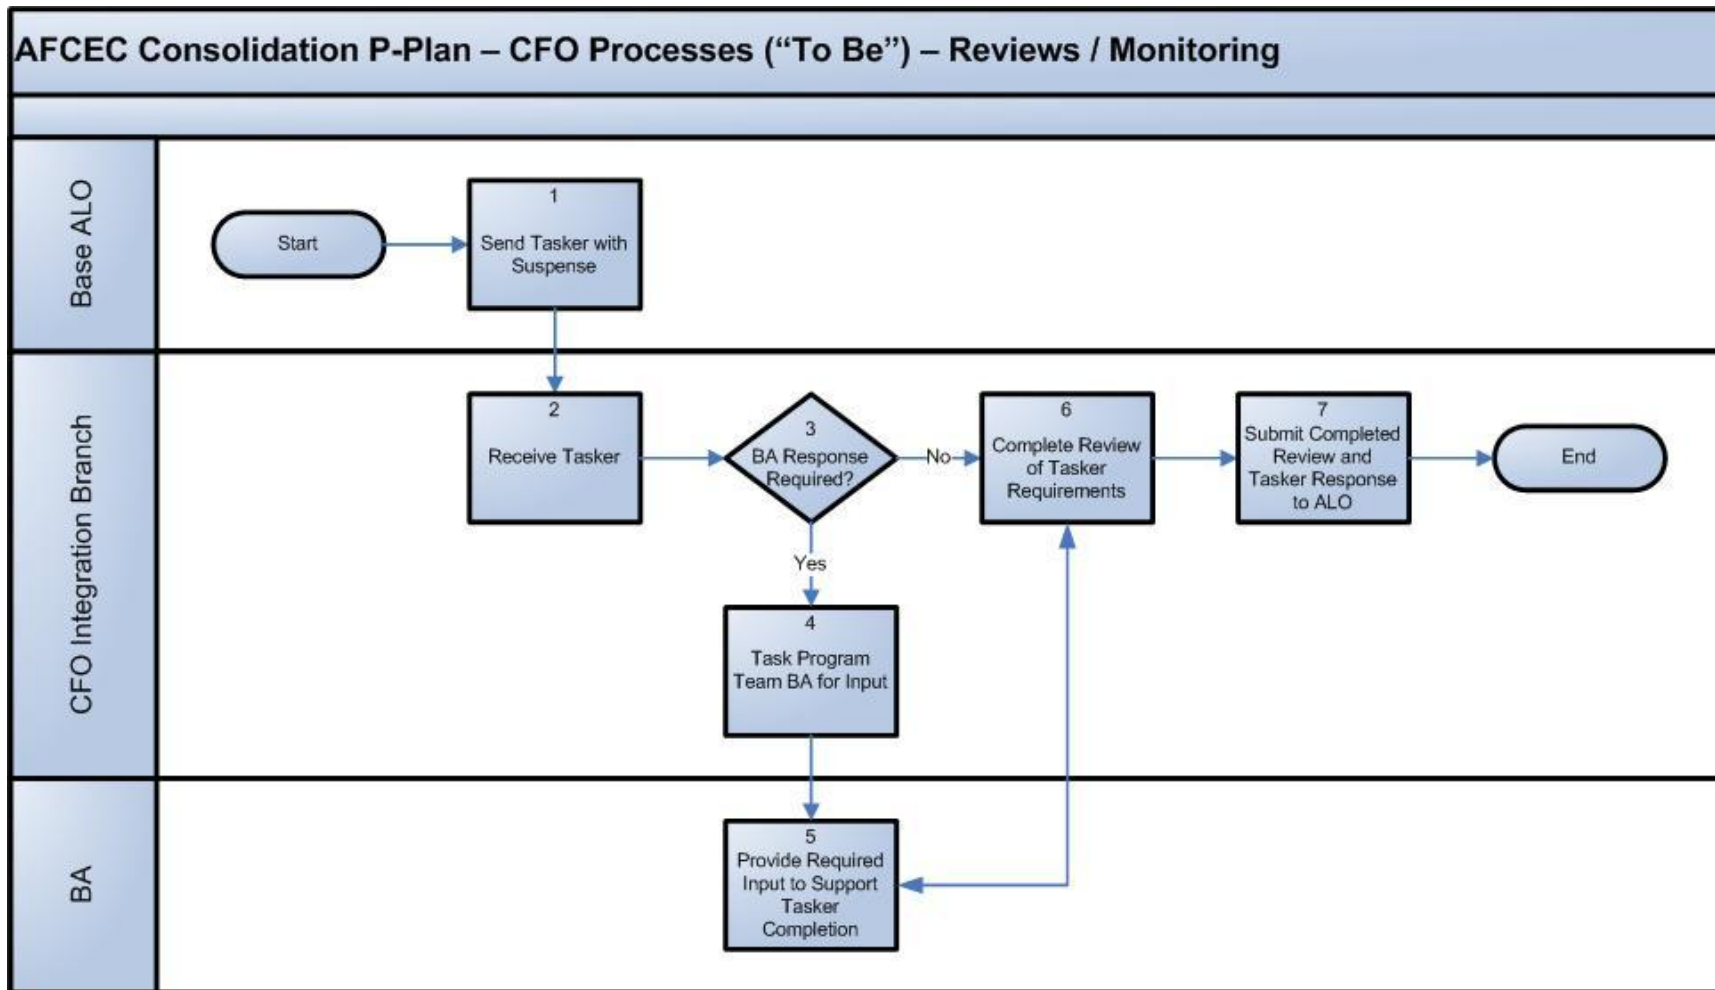 AFCEC Consolidation P-Plan – CFO Processes (“To Be”) – Reviews / Monitoring
Base ALO
Start
1
Send Tasker with
Suspense
CFO Integration Branch
2
Receive Tasker
3
BA Response
Required?
No
Yes
6
Complete Review
of Tasker
Requirements
7
Submit Completed
Review and
Tasker Response
to ALO
End
4
Task Program
Team BA for Input
BA
5
Provide Required
Input to Support
Tasker
Completion